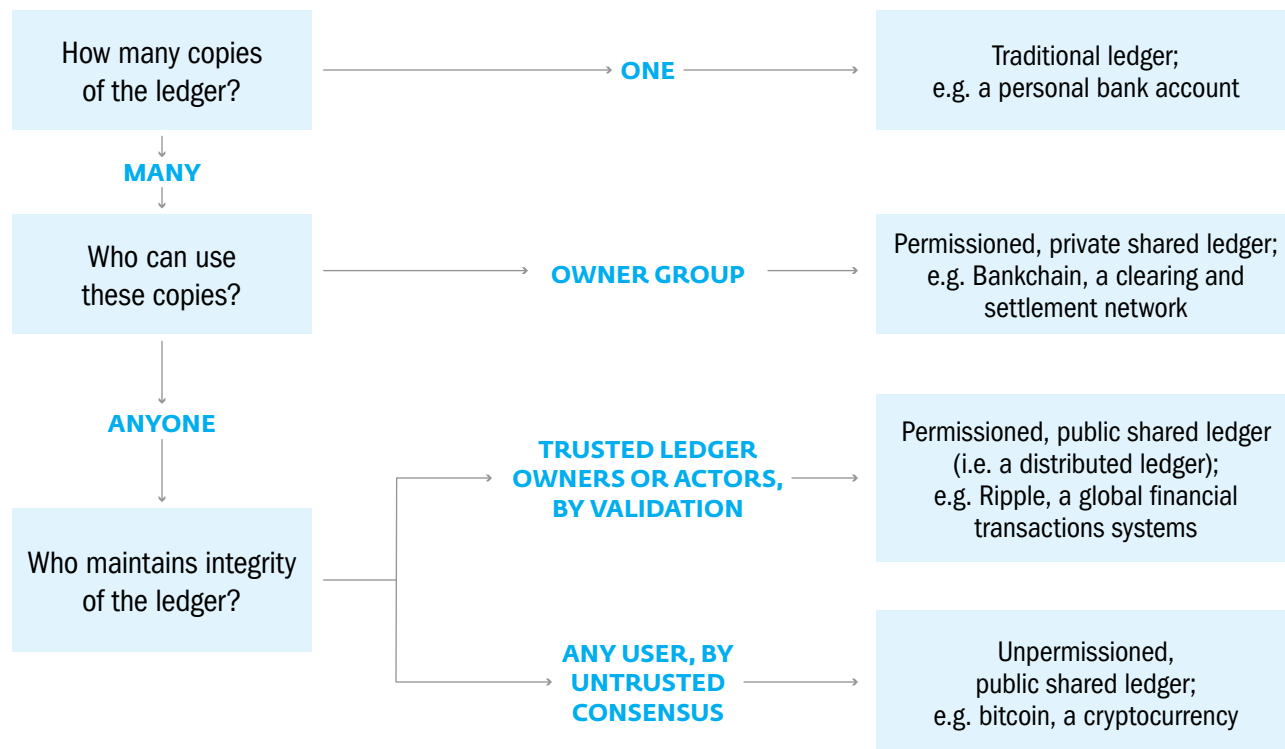 How many copies
of the ledger?
ONE
Traditional ledger;
e.g. a personal bank account
MANY
Who can use
these copies?
OWNER GROUP
Permissioned, private shared ledger;
e.g. Bankchain, a clearing and
settlement network
ANYONE
Who maintains integrity
of the ledger?
TRUSTED LEDGER
OWNERS OR ACTORS,
BY VALIDATION
Permissioned, public shared ledger
(i.e. a distributed ledger);
e.g. Ripple, a global financial
transactions systems
ANY USER, BY
UNTRUSTED
CONSENSUS
Unpermissioned,
public shared ledger;
e.g. bitcoin, a cryptocurrency